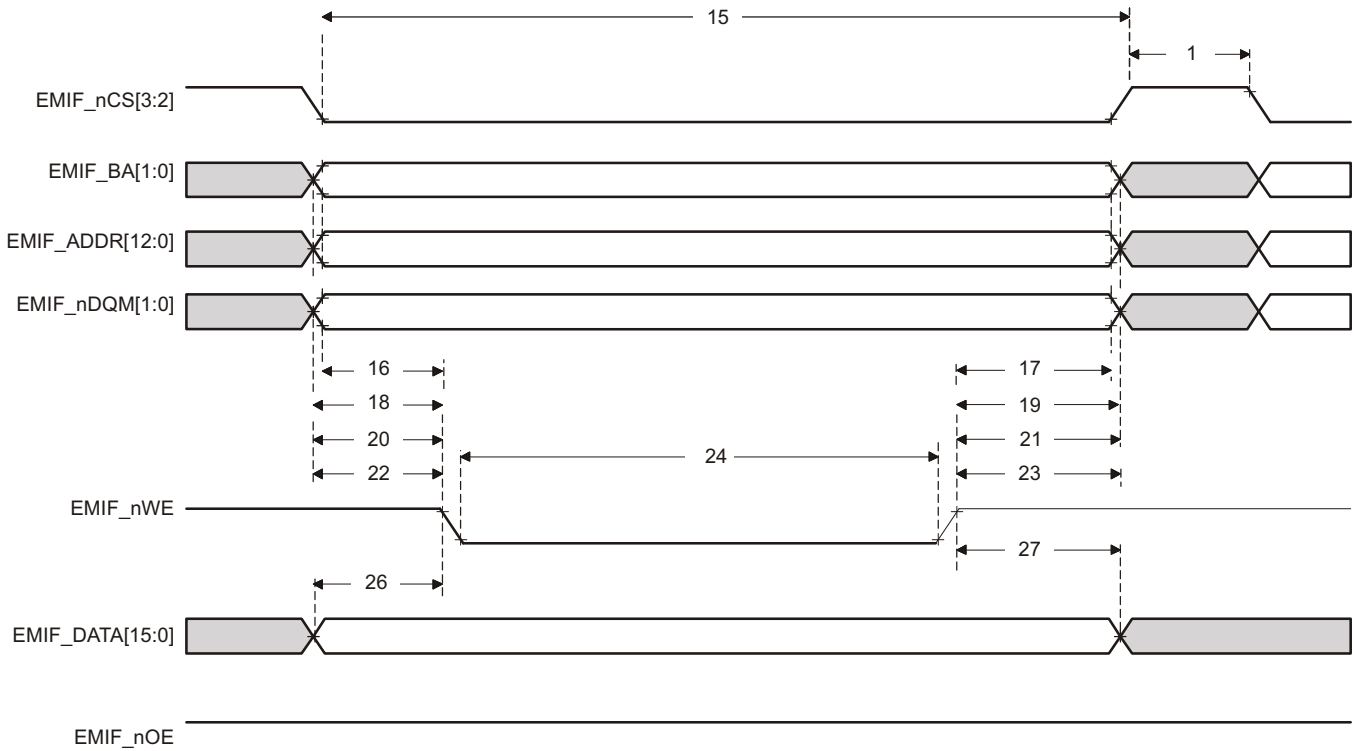 15
1
EMIF_nCS[3:2]
EMIF_BA[1:0]
EMIF_ADDR[12:0]
EMIF_nDQM[1:0]
16
17
18
19
20
21
24
22
23
EMIF_nWE
27
26
EMIF_DATA[15:0]
EMIF_nOE